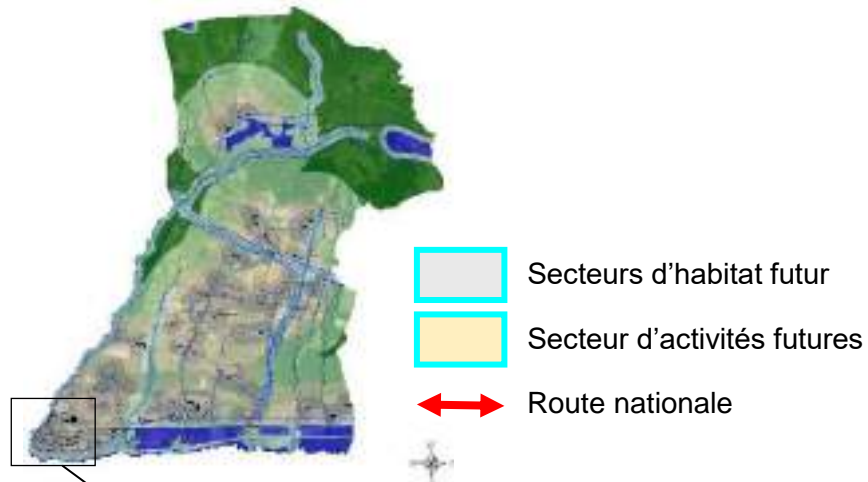 Secteurs d’habitat futur
Secteur d’activités futures
Route nationale